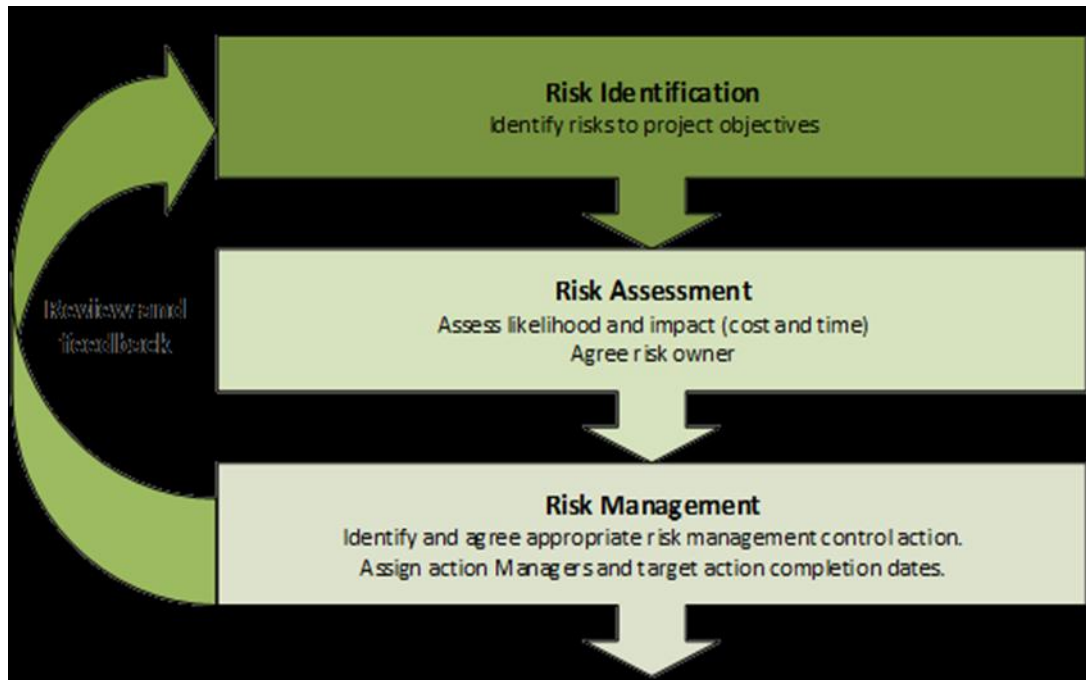 Risk Identification
Identify risks to project objectives
Risk Assessment
Assess likelihood and impact (cost and time)
Agree risk owner
Review and
feedback
Risk Management
Identify and agree appropriate risk management control action.
Assign action Managers and target action completion dates.